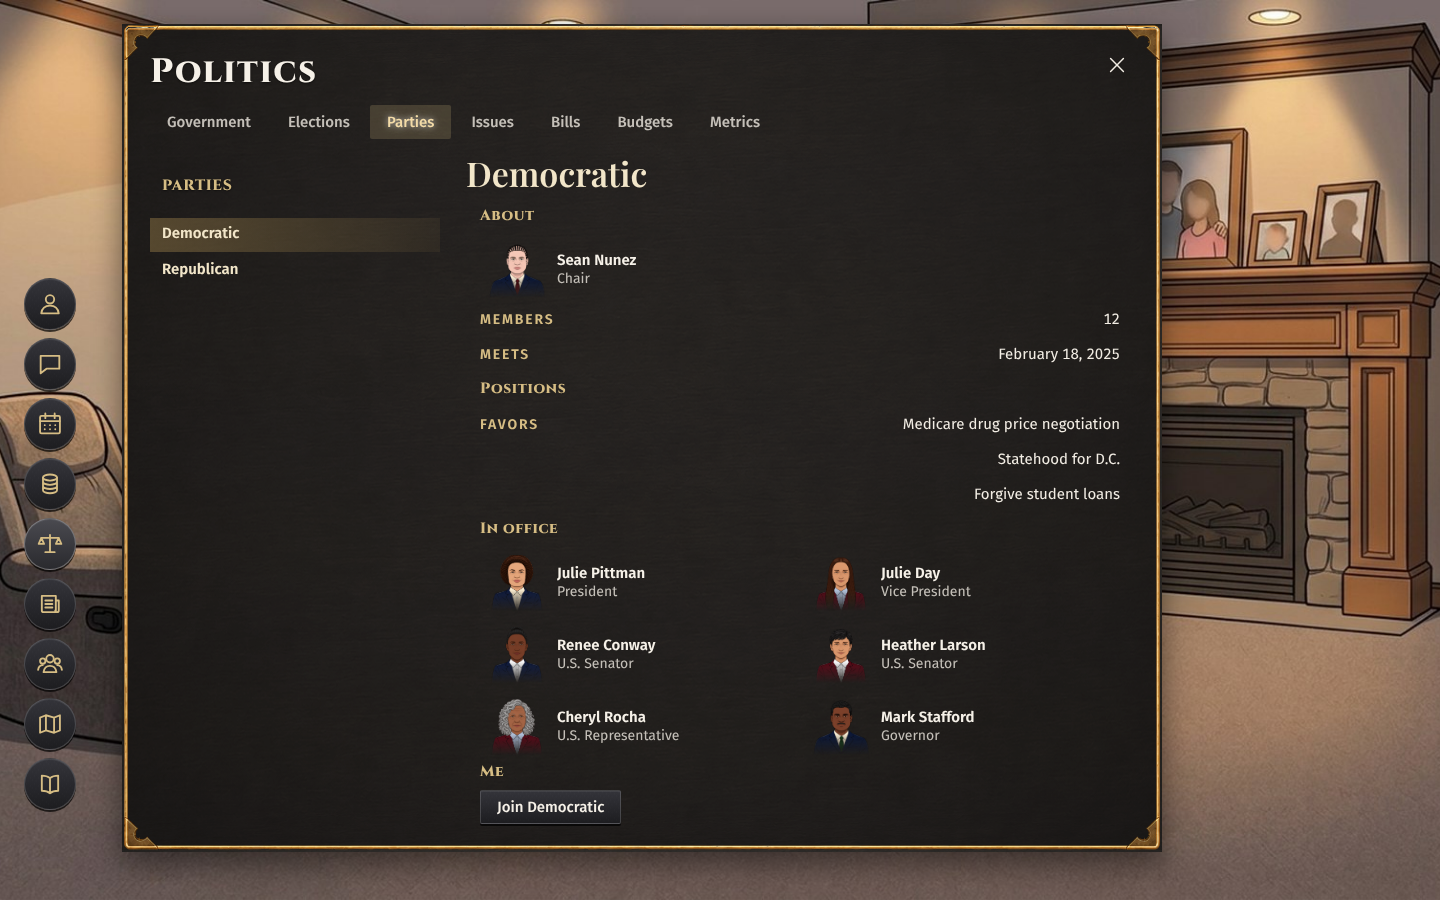 Politics
Government
Elections
Parties
Issues
Bills
Budgets
Metrics
PARTIES
Democratic
Republican
Democratic
About
Sean Nunez
Chair
MEMBERS
12
MEETS
February 18, 2025
Positions
FAVORS
Medicare drug price negotiation
Statehood for D.C.
Forgive student loans
In office
Julie Pittman
President
Julie Day
Vice President
Renee Conway
U.S. Senator
Heather Larson
U.S. Senator
Cheryl Rocha
U.S. Representative
Mark Stafford
Governor
Me
Join Democratic